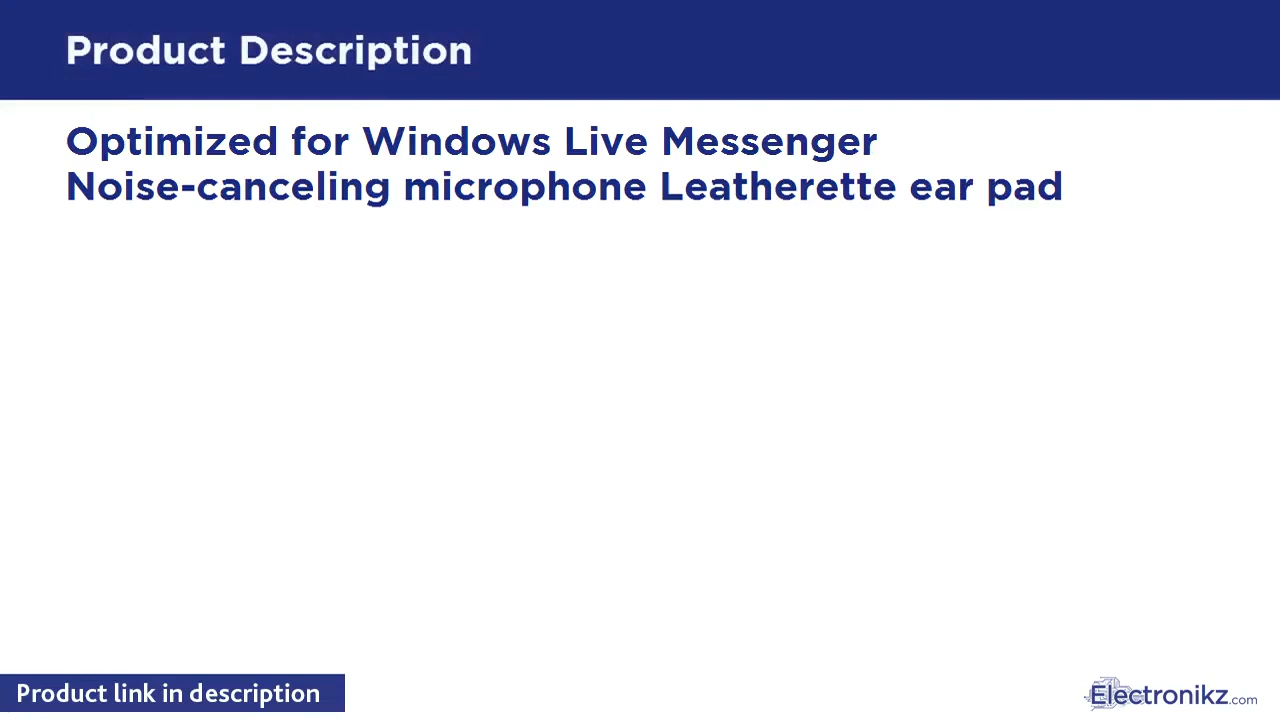 Product Description
Optimized for Windows Live Messenger
Noise-canceling microphone Leatherette ear pad
Product link in description
Electronikz.com